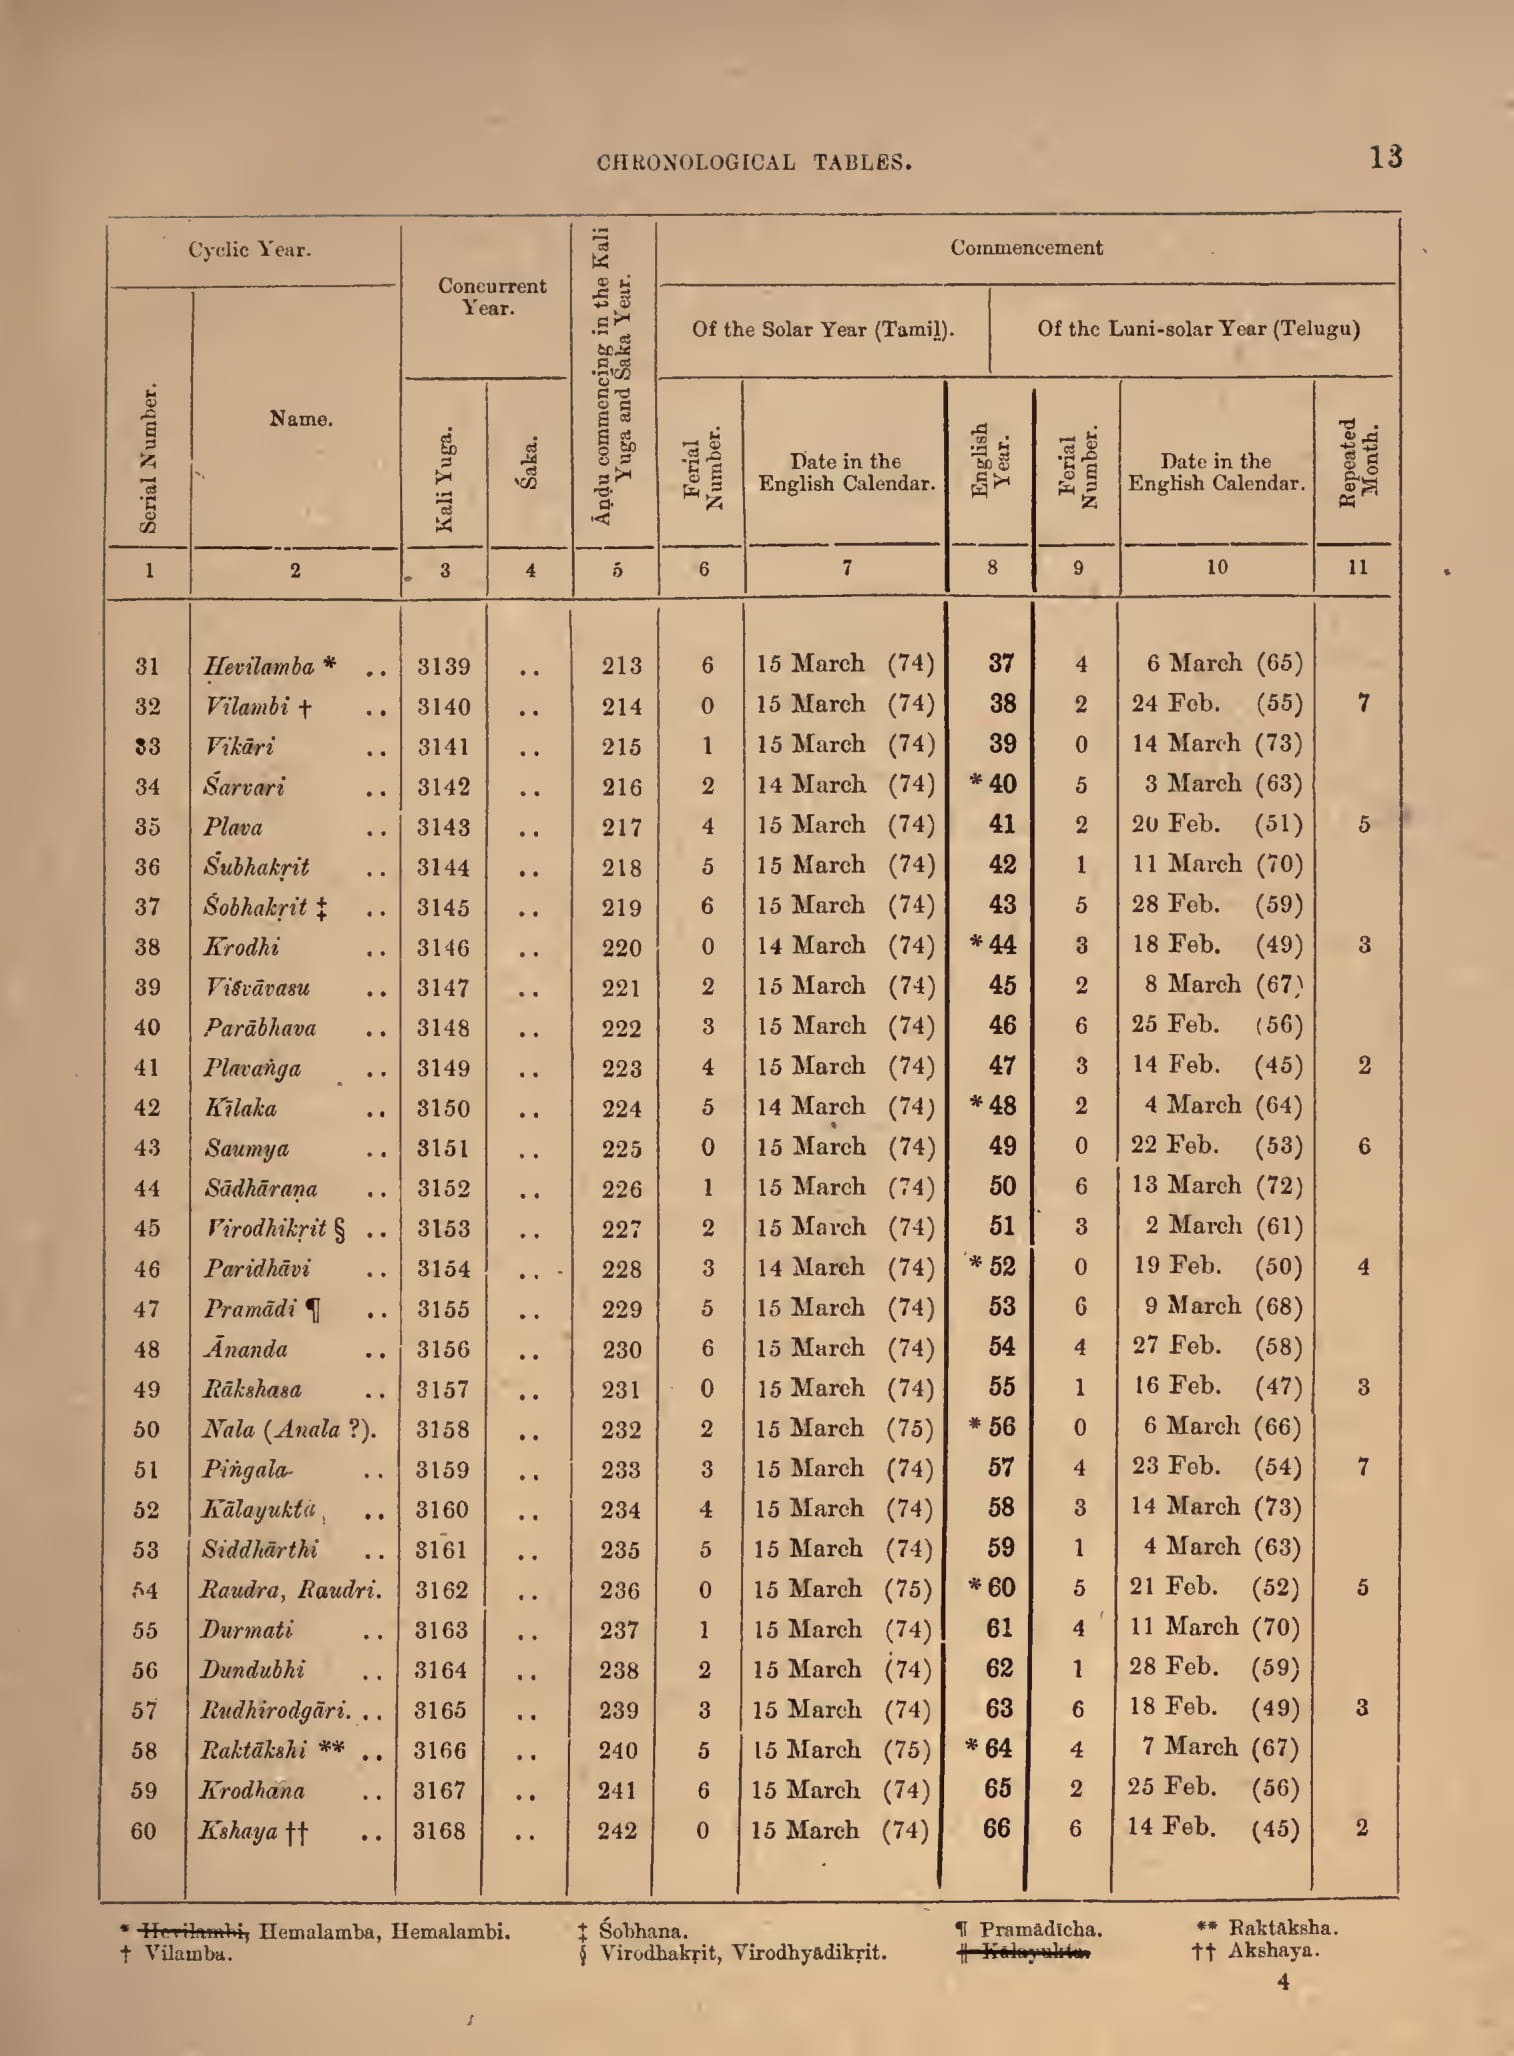 CHRONOLOGICAL TABLES.
13
Cyclic Year.
Concurrent
Year.
Āṇḍu commencing in the Kali
Yuga and Śaka Year.
Commencement
Of the Solar Year (Tamiḻ).
Of the Luni-solar Year (Telugu)
Serial Number.
Name.
Kali Yuga.
Śaka.
Ferial
Number.
Date in the
English Calendar.
English
Year.
Ferial
Number.
Date in the
English Calendar.
Repeated
Month.
1 2 3 4 5 6 7 8 9 10 11
31 Hevilamba * .. 3139 .. 213 6 15 March (74) 37 4 6 March (65)
32 Vilambi † .. 3140 .. 214 0 15 March (74) 38 2 24 Feb. (55) 7
33 Vikāri .. 3141 .. 215 1 15 March (74) 39 0 14 March (73)
34 Śarvari .. 3142 .. 216 2 14 March (74) *40 5 3 March (63)
35 Plava .. 3143 .. 217 4 15 March (74) 41 2 20 Feb. (51) 5
36 Śubhakṛit .. 3144 .. 218 5 15 March (74) 42 1 11 March (70)
37 Śobhakṛit ‡ .. 3145 .. 219 6 15 March (74) 43 5 28 Feb. (59)
38 Krodhi .. 3146 .. 220 0 14 March (74) *44 3 18 Feb. (49) 3
39 Viśvāvasu .. 3147 .. 221 2 15 March (74) 45 2 8 March (67)
40 Parābhava .. 3148 .. 222 3 15 March (74) 46 6 25 Feb. (56)
41 Plavaṅga .. 3149 .. 223 4 15 March (74) 47 3 14 Feb. (45) 2
42 Kīlaka .. 3150 .. 224 5 14 March (74) *48 2 4 March (64)
43 Saumya .. 3151 .. 225 0 15 March (74) 49 0 22 Feb. (53) 6
44 Sādhāraṇa .. 3152 .. 226 1 15 March (74) 50 6 13 March (72)
45 Virodhikṛit § .. 3153 .. 227 2 15 March (74) 51 3 2 March (61)
46 Paridhāvi .. 3154 .. 228 3 14 March (74) *52 0 19 Feb. (50) 4
47 Pramādi ¶ .. 3155 .. 229 5 15 March (74) 53 6 9 March (68)
48 Ānanda .. 3156 .. 230 6 15 March (74) 54 4 27 Feb. (58)
49 Rākshasa .. 3157 .. 231 0 15 March (74) 55 1 16 Feb. (47) 3
50 Nala (Anala ?). 3158 .. 232 2 15 March (75) *56 0 6 March (66)
51 Piṅgala .. 3159 .. 233 3 15 March (74) 57 4 23 Feb. (54) 7
52 Kālayukta .. 3160 .. 234 4 15 March (74) 58 3 14 March (73)
53 Siddhārthi .. 3161 .. 235 5 15 March (74) 59 1 4 March (63)
54 Raudra, Raudri. 3162 .. 236 0 15 March (75) *60 5 21 Feb. (52) 5
55 Durmati .. 3163 .. 237 1 15 March (74) 61 4 11 March (70)
56 Dundubhi .. 3164 .. 238 2 15 March (74) 62 1 28 Feb. (59)
57 Rudhirodgāri. .. 3165 .. 239 3 15 March (74) 63 6 18 Feb. (49) 3
58 Raktākshi ** .. 3166 .. 240 5 15 March (75) *64 4 7 March (67)
59 Krodhana .. 3167 .. 241 6 15 March (74) 65 2 25 Feb. (56)
60 Kshaya †† .. 3168 .. 242 0 15 March (74) 66 6 14 Feb. (45) 2
* Hevilambi, Hemalamba, Hemalambi. ‡ Śobhana. ¶ Pramādīcha. ** Raktāksha.
† Vilamba. § Virodhakṛit, Virodhyādikṛit. ‖ Kālayukta. †† Akshaya.
4